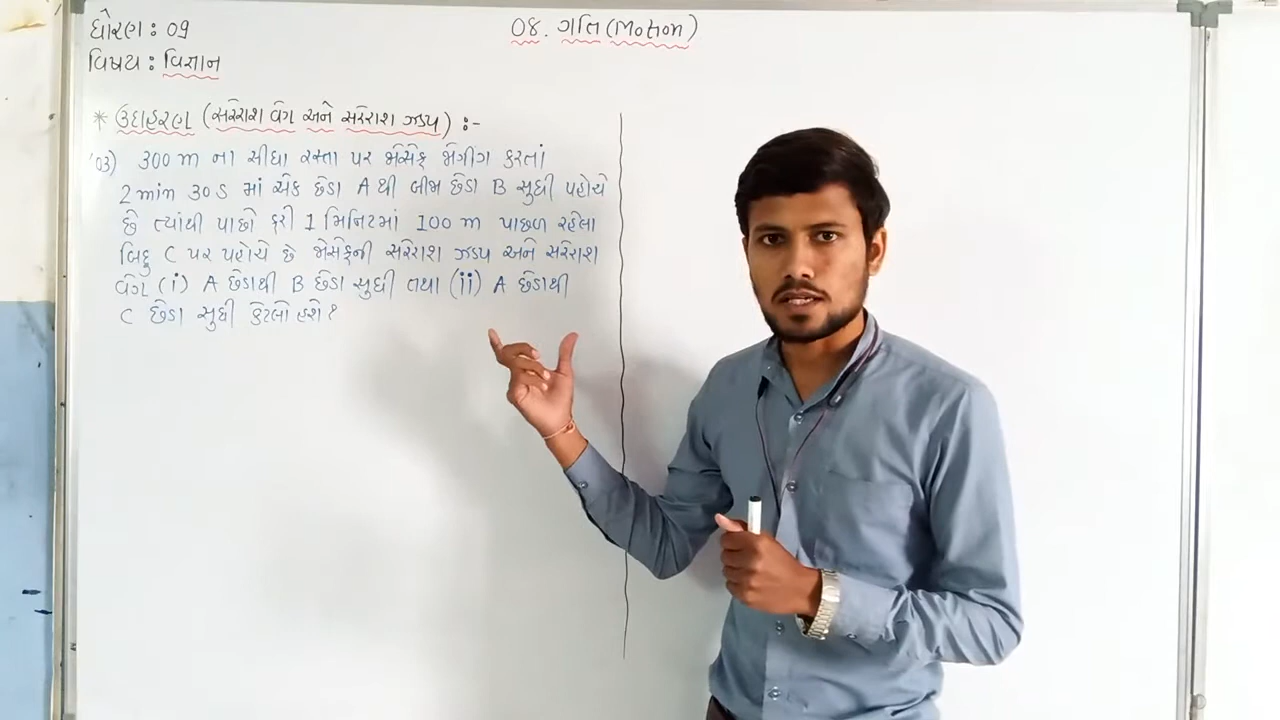 ધોરણ : 09
વિષય : વિજ્ઞાન
08. ગતિ (Motion)
* ઉદાહરણ (સરેરાશ વેગ અને સરેરાશ ઝડપ) :-
03) 300 m ના સીધા રસ્તા પર જોસેફ જોગીંગ કરતાં
2 min 30 s માં એક છેડા A થી બીજા છેડા B સુધી પહોચે
છે ત્યાંથી પાછો ફરી 1 મિનિટમાં 100 m પાછળ રહેલા
બિંદુ C પર પહોચે છે જોસેફની સરેરાશ ઝડપ અને સરેરાશ
વેગ (i) A છેડાથી B છેડા સુધી તથા (ii) A છેડાથી
C છેડા સુધી કેટલો હશે?